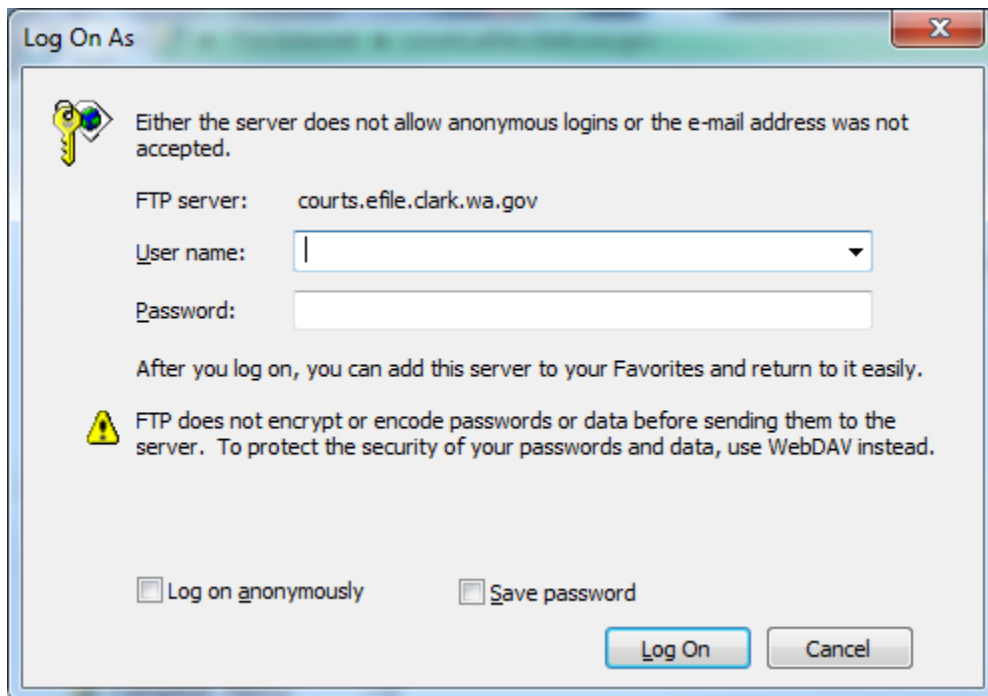 Log On As
Either the server does not allow anonymous logins or the e-mail address was not
accepted.
FTP server: courts.efile.clark.wa.gov
User name:
Password:
After you log on, you can add this server to your Favorites and return to it easily.
FTP does not encrypt or encode passwords or data before sending them to the
server. To protect the security of your passwords and data, use WebDAV instead.
Log on anonymously Save password
Log On Cancel